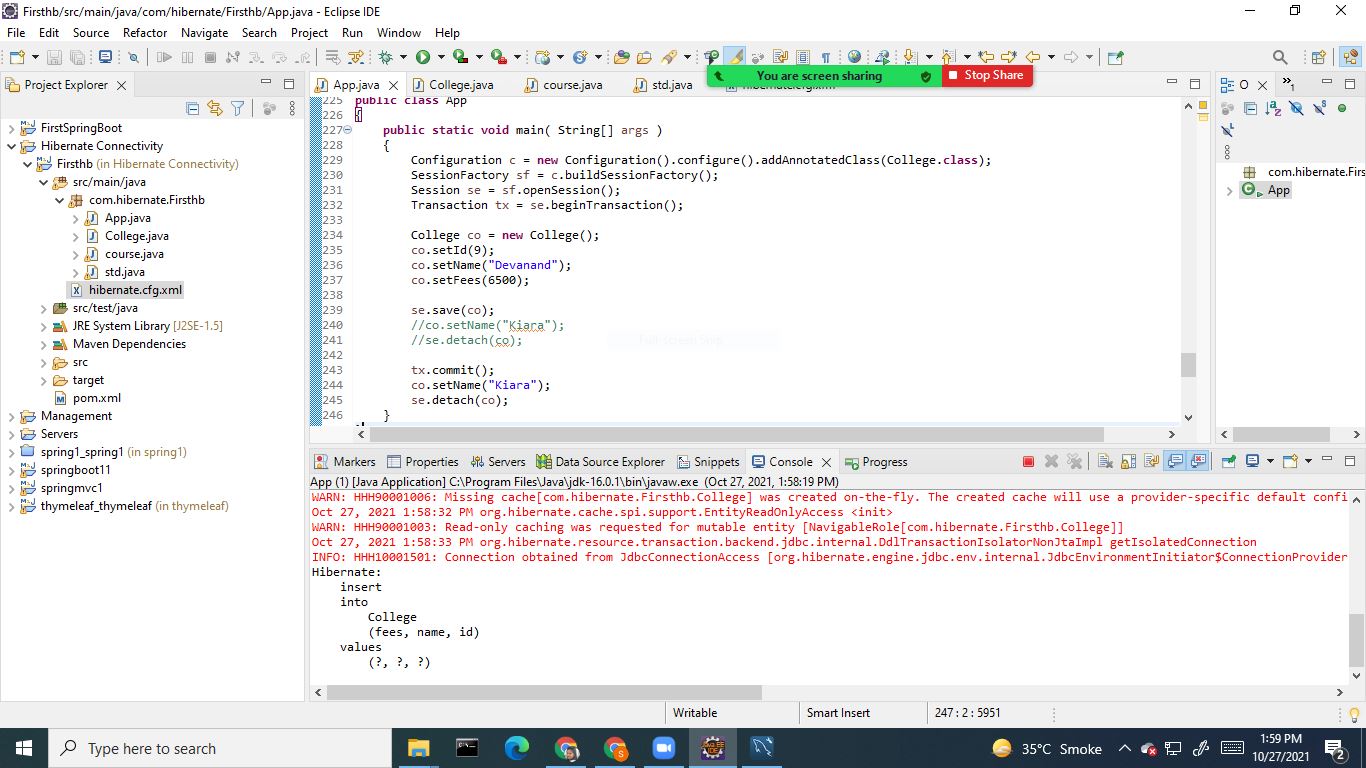 Firsthb/src/main/java/com/hibernate/Firsthb/App.java - Eclipse IDE
File Edit Source Refactor Navigate Search Project Run Window Help
You are screen sharing Stop Share
Project Explorer
App.java College.java course.java std.java
FirstSpringBoot
Hibernate Connectivity
Firsthb (in Hibernate Connectivity)
src/main/java
com.hibernate.Firsthb
App.java
College.java
course.java
std.java
hibernate.cfg.xml
src/test/java
JRE System Library [J2SE-1.5]
Maven Dependencies
src
target
pom.xml
Management
Servers
spring1_spring1 (in spring1)
springboot11
springmvc1
thymeleaf_thymeleaf (in thymeleaf)
225 public class App
226 {
227 public static void main( String[] args )
228 {
229 Configuration c = new Configuration().configure().addAnnotatedClass(College.class);
230 SessionFactory sf = c.buildSessionFactory();
231 Session se = sf.openSession();
232 Transaction tx = se.beginTransaction();
233
234 College co = new College();
235 co.setId(9);
236 co.setName("Devanand");
237 co.setFees(6500);
238
239 se.save(co);
240 //co.setName("Kiara");
241 //se.detach(co);
242
243 tx.commit();
244 co.setName("Kiara");
245 se.detach(co);
246 }
Full-screen Snip
O
1
com.hibernate.Firs
App
Markers Properties Servers Data Source Explorer Snippets Console Progress
App (1) [Java Application] C:\Program Files\Java\jdk-16.0.1\bin\javaw.exe (Oct 27, 2021, 1:58:19 PM)
WARN: HHH90001006: Missing cache[com.hibernate.Firsthb.College] was created on-the-fly. The created cache will use a provider-specific default confi
Oct 27, 2021 1:58:32 PM org.hibernate.cache.spi.support.EntityReadOnlyAccess <init>
WARN: HHH90001003: Read-only caching was requested for mutable entity [NavigableRole[com.hibernate.Firsthb.College]]
Oct 27, 2021 1:58:33 PM org.hibernate.resource.transaction.backend.jdbc.internal.DdlTransactionIsolatorNonJtaImpl getIsolatedConnection
INFO: HHH10001501: Connection obtained from JdbcConnectionAccess [org.hibernate.engine.jdbc.env.internal.JdbcEnvironmentInitiator$ConnectionProvider
Hibernate:
insert
into
College
(fees, name, id)
values
(?, ?, ?)
Writable Smart Insert 247 : 2 : 5951
Type here to search
35°C Smoke
1:59 PM
10/27/2021
2